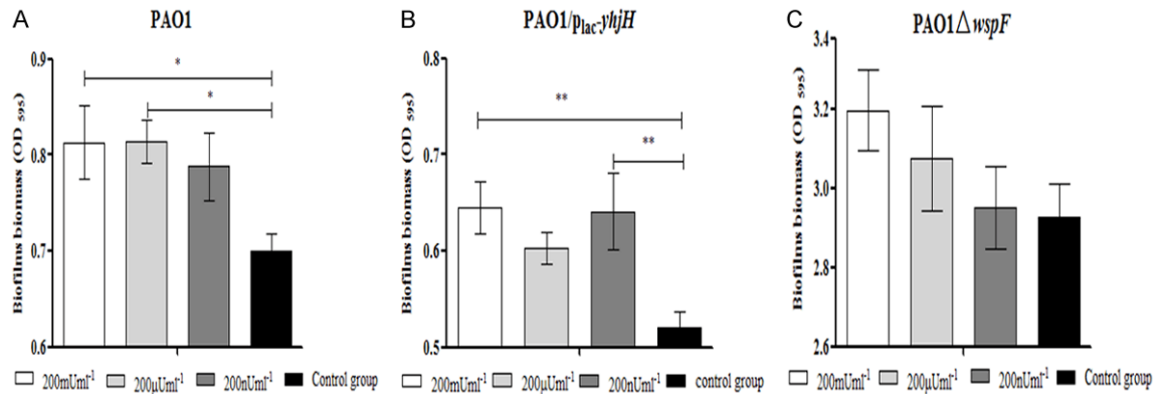 A
PAO1
Biofilms biomass (OD 595)
0.9
0.8
0.7
0.6
*
*
200mUml-1 200μUml-1 200nUml-1 Control group
B
PAO1/plac-yhjH
Biofilms biomass (OD 595)
0.8
0.7
0.6
0.5
**
**
200mUml-1 200μUml-1 200nUml-1 control group
C
PAO1△wspF
Biofilms biomass (OD 595)
3.4
3.2
3.0
2.8
2.6
200mUml-1 200μUml-1 200nUml-1 Control group